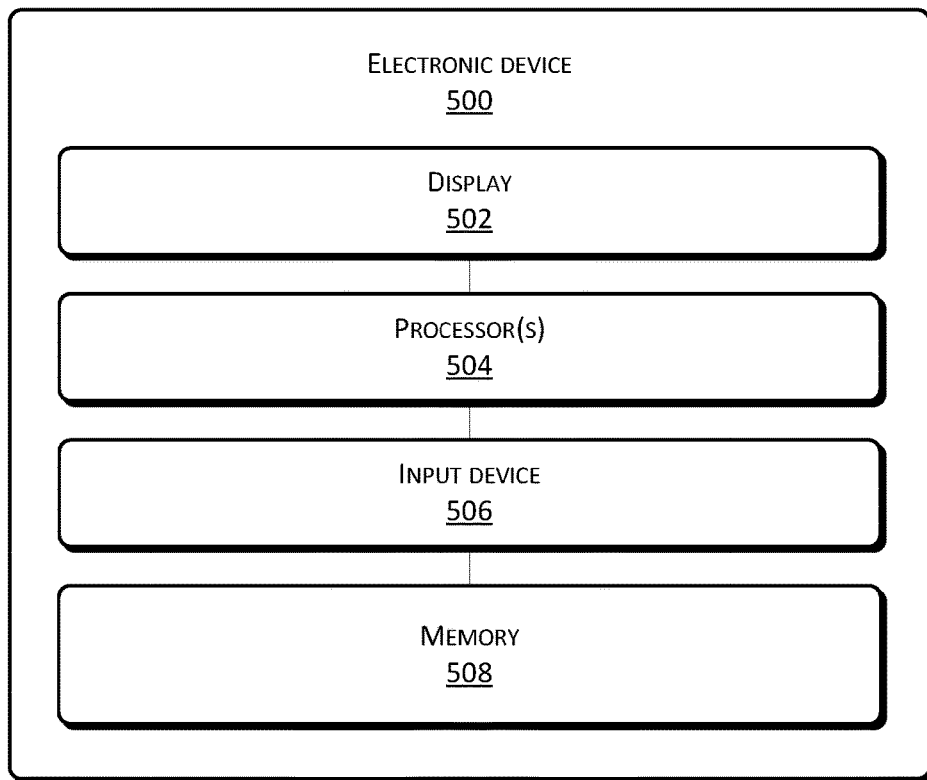 ELECTRONIC DEVICE
500
DISPLAY
502
PROCESSOR(S)
504
INPUT DEVICE
506
MEMORY
508